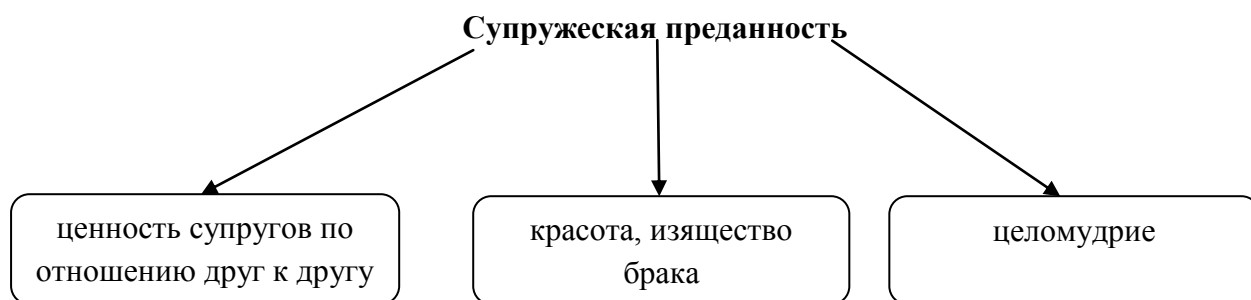 Супружеская преданность
ценность супругов по
отношению друг к другу
красота, изящество
брака
целомудрие